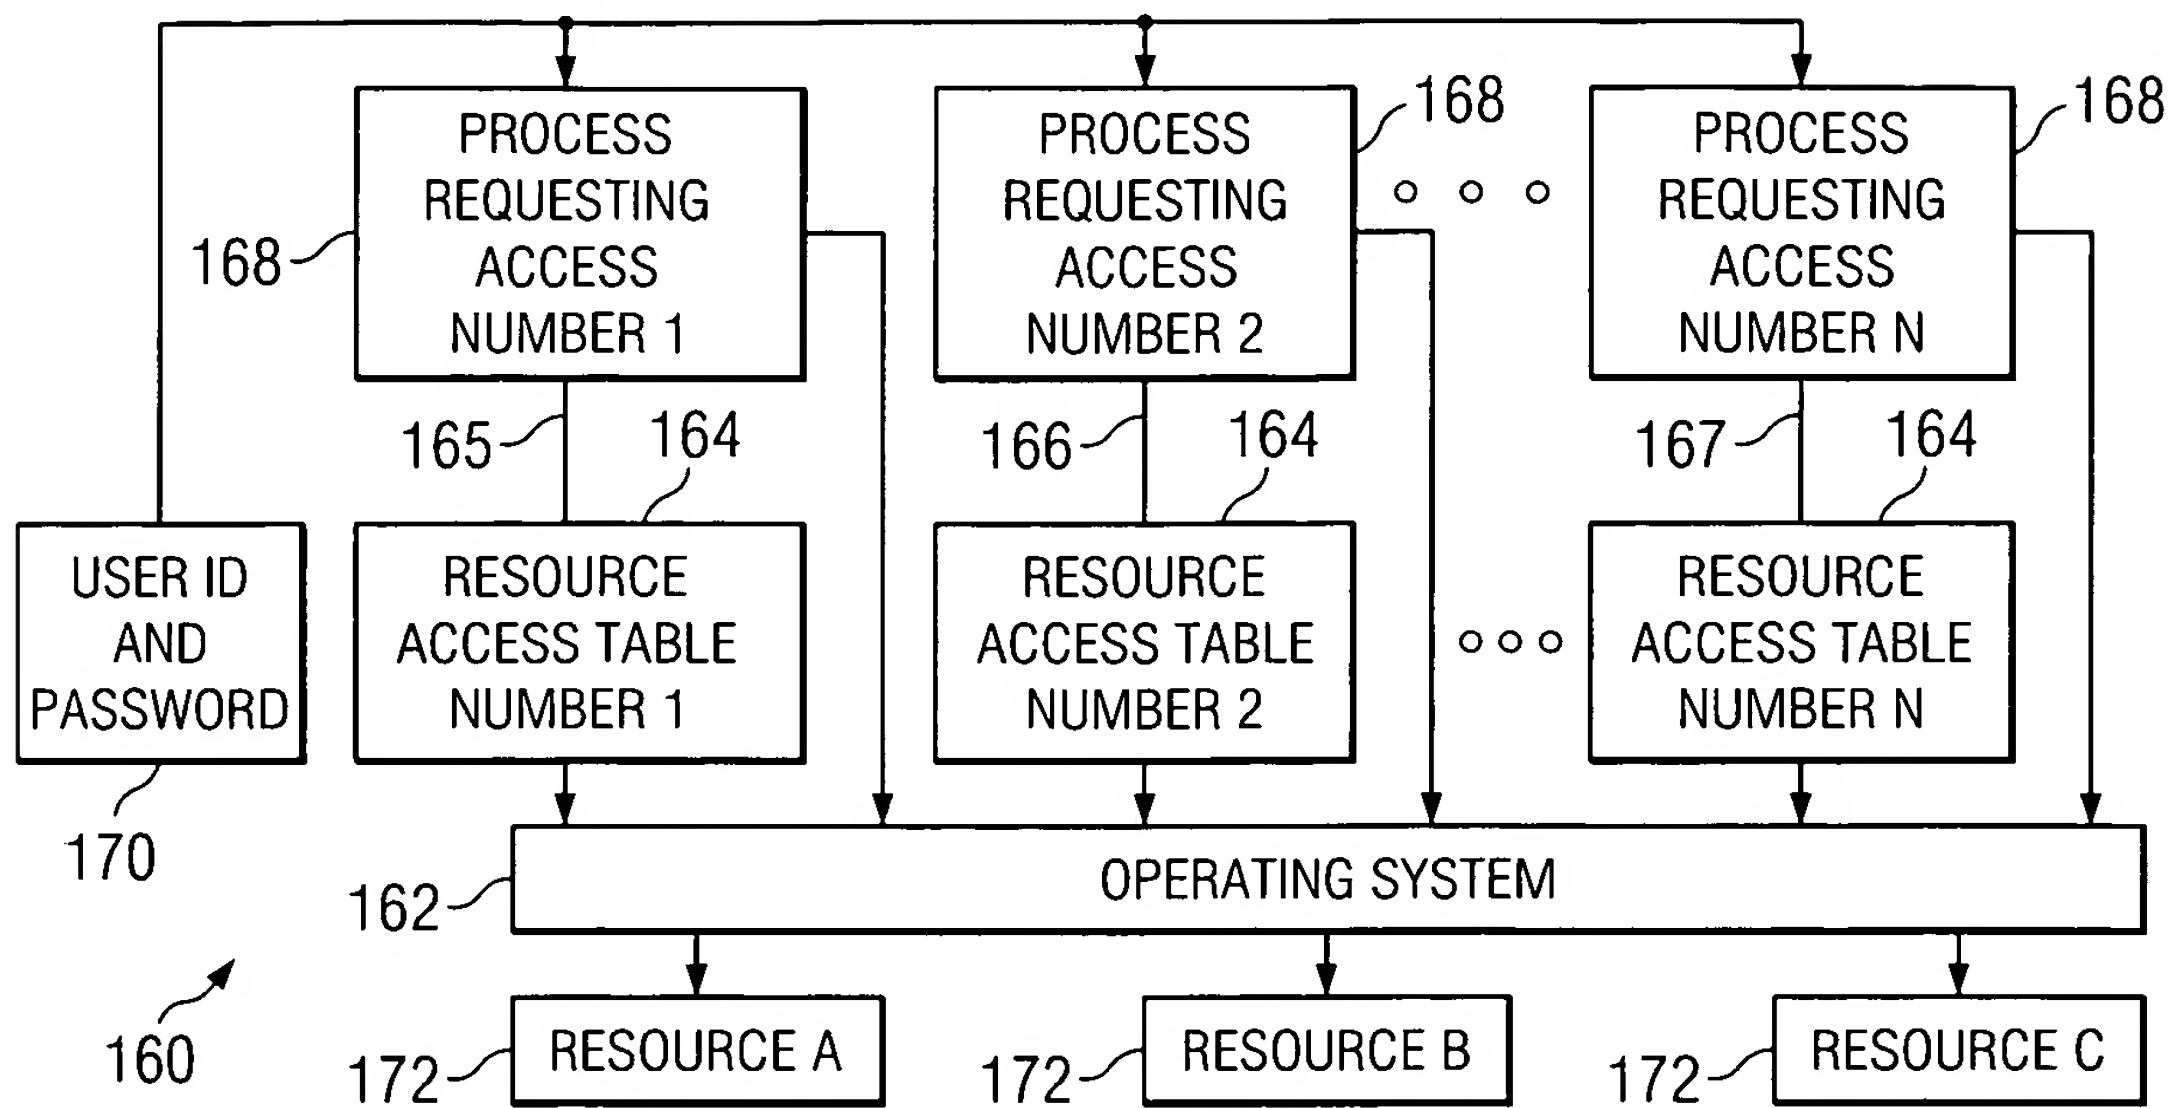 PROCESS
REQUESTING
ACCESS
NUMBER 1
168
PROCESS
REQUESTING
ACCESS
NUMBER 2
168
PROCESS
REQUESTING
ACCESS
NUMBER N
168
165
164
166
164
167
164
USER ID
AND
PASSWORD
170
RESOURCE
ACCESS TABLE
NUMBER 1
RESOURCE
ACCESS TABLE
NUMBER 2
RESOURCE
ACCESS TABLE
NUMBER N
OPERATING SYSTEM
162
160
RESOURCE A
172
RESOURCE B
172
RESOURCE C
172